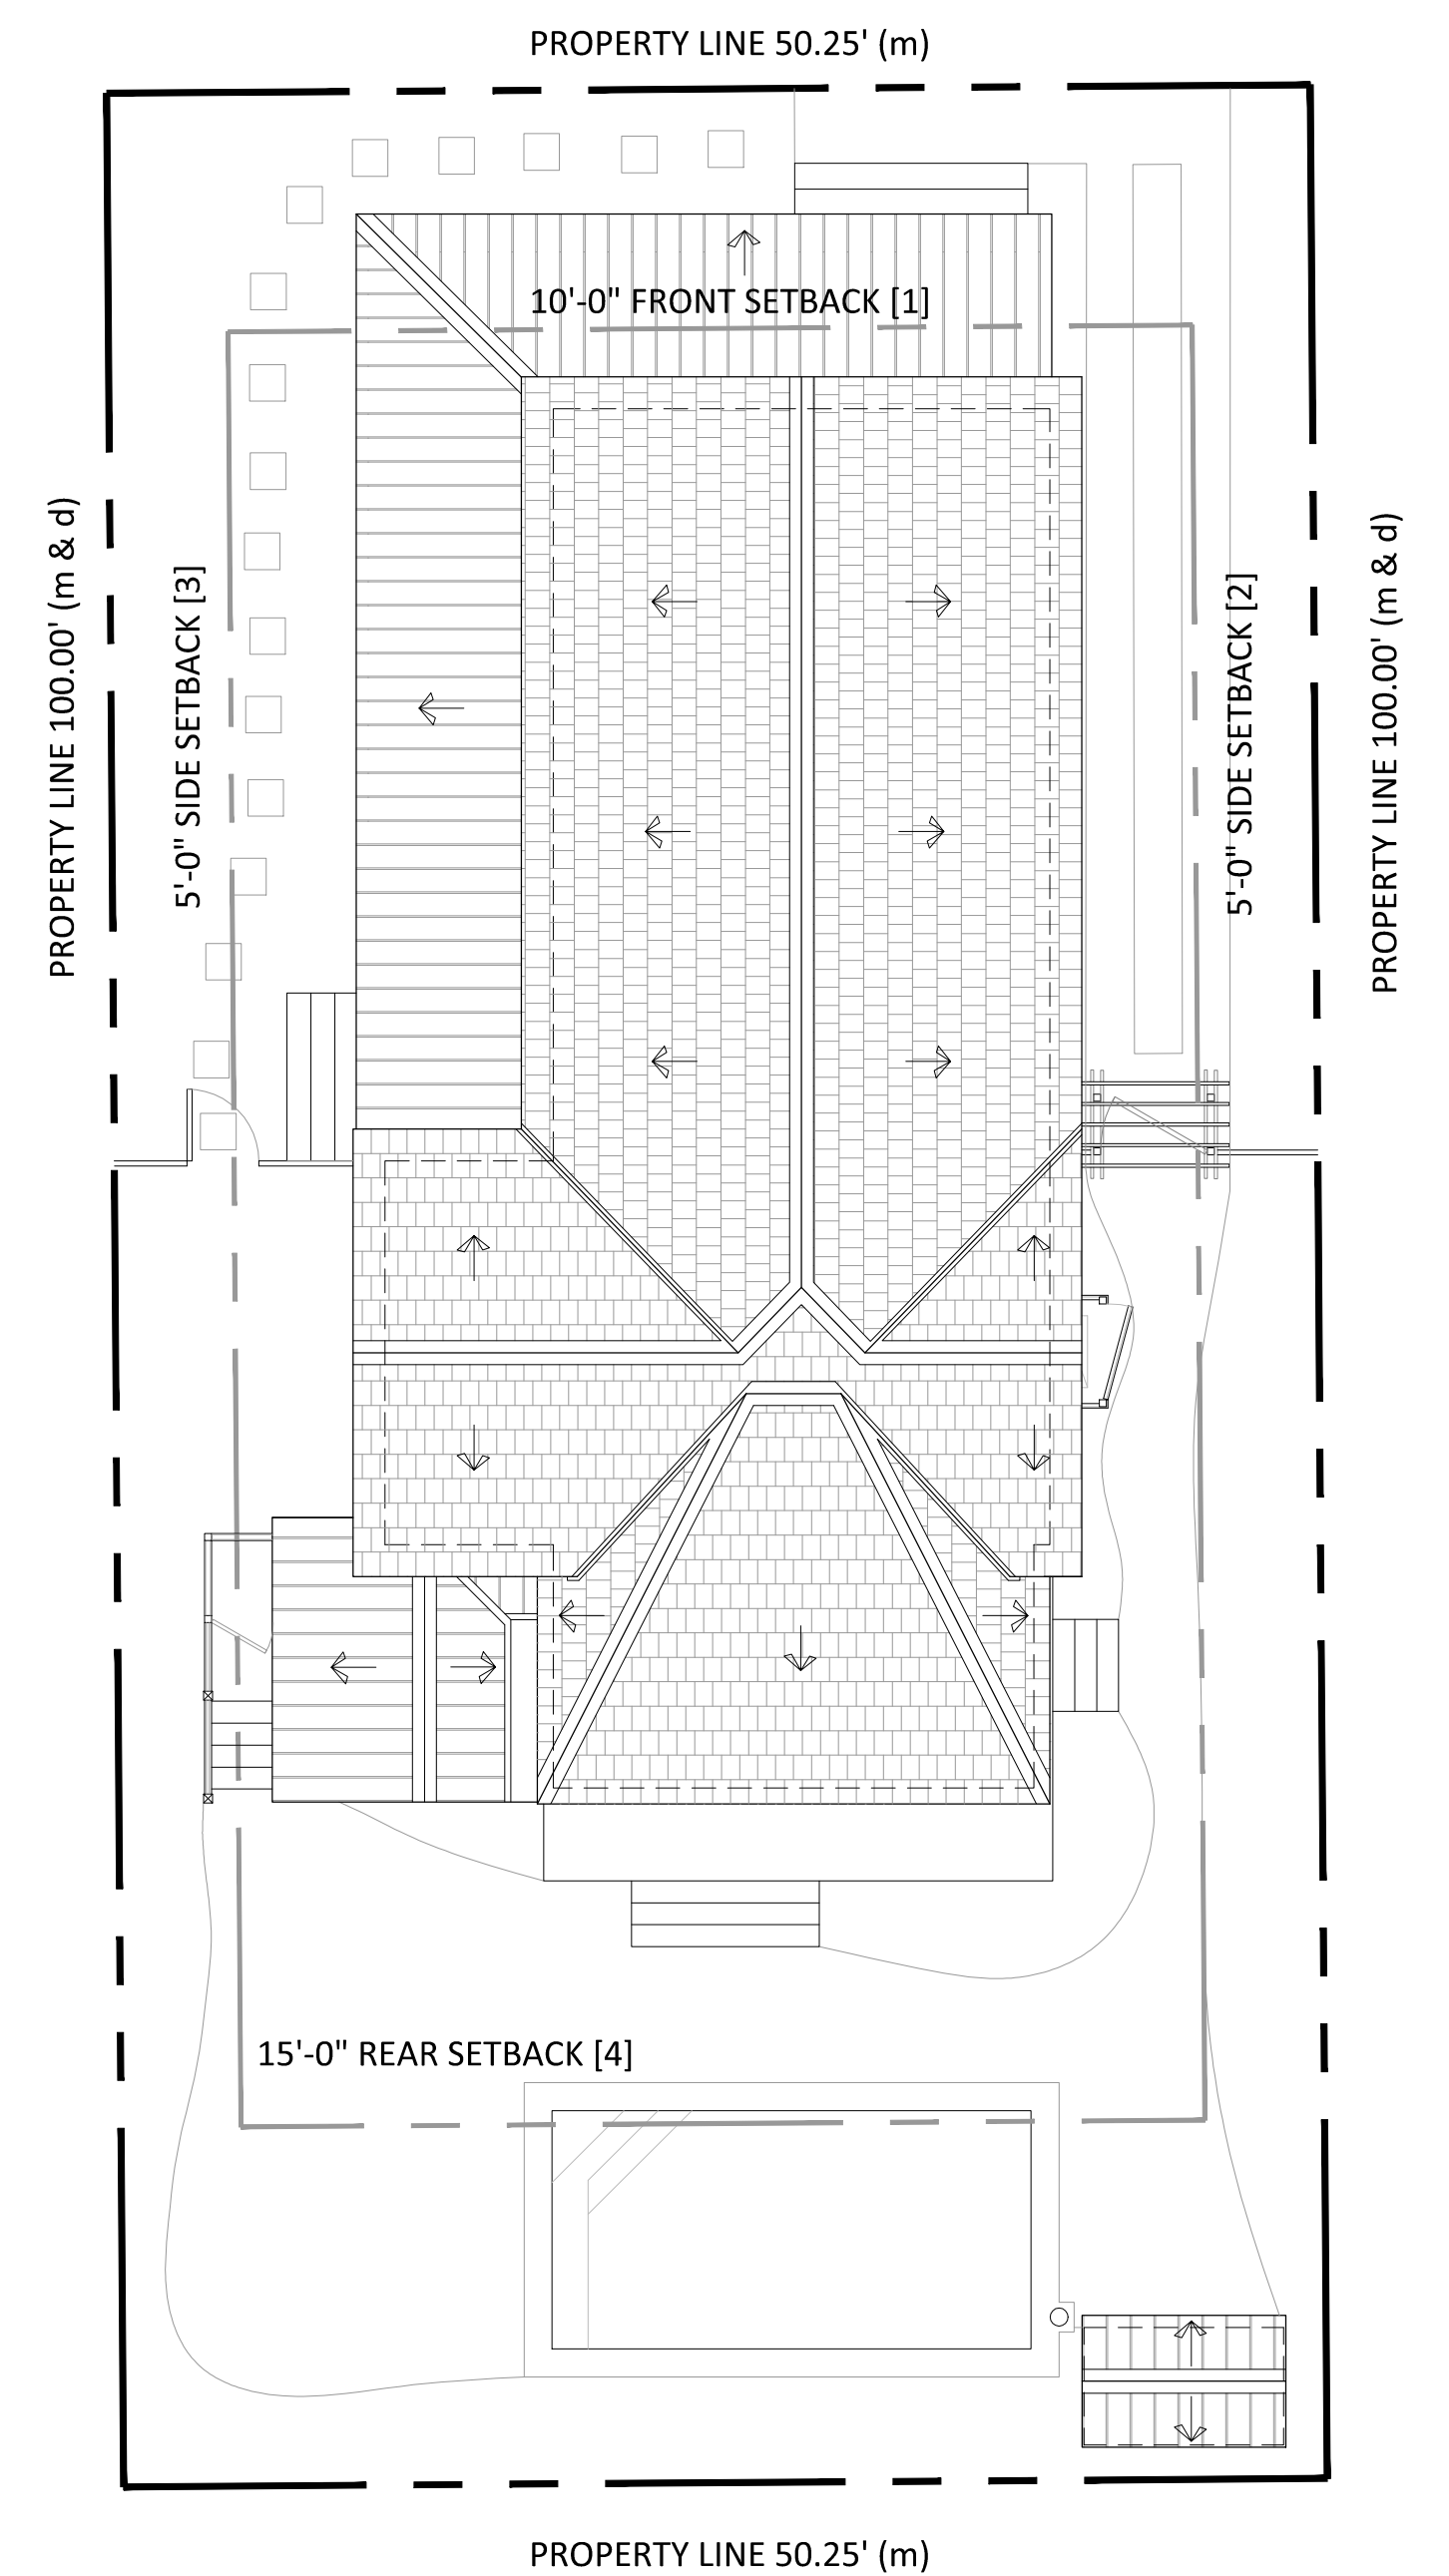 PROPERTY LINE 50.25' (m)
10'-0" FRONT SETBACK [1]
PROPERTY LINE 100.00' (m & d)
5'-0" SIDE SETBACK [3]
5'-0" SIDE SETBACK [2]
PROPERTY LINE 100.00' (m & d)
15'-0" REAR SETBACK [4]
PROPERTY LINE 50.25' (m)